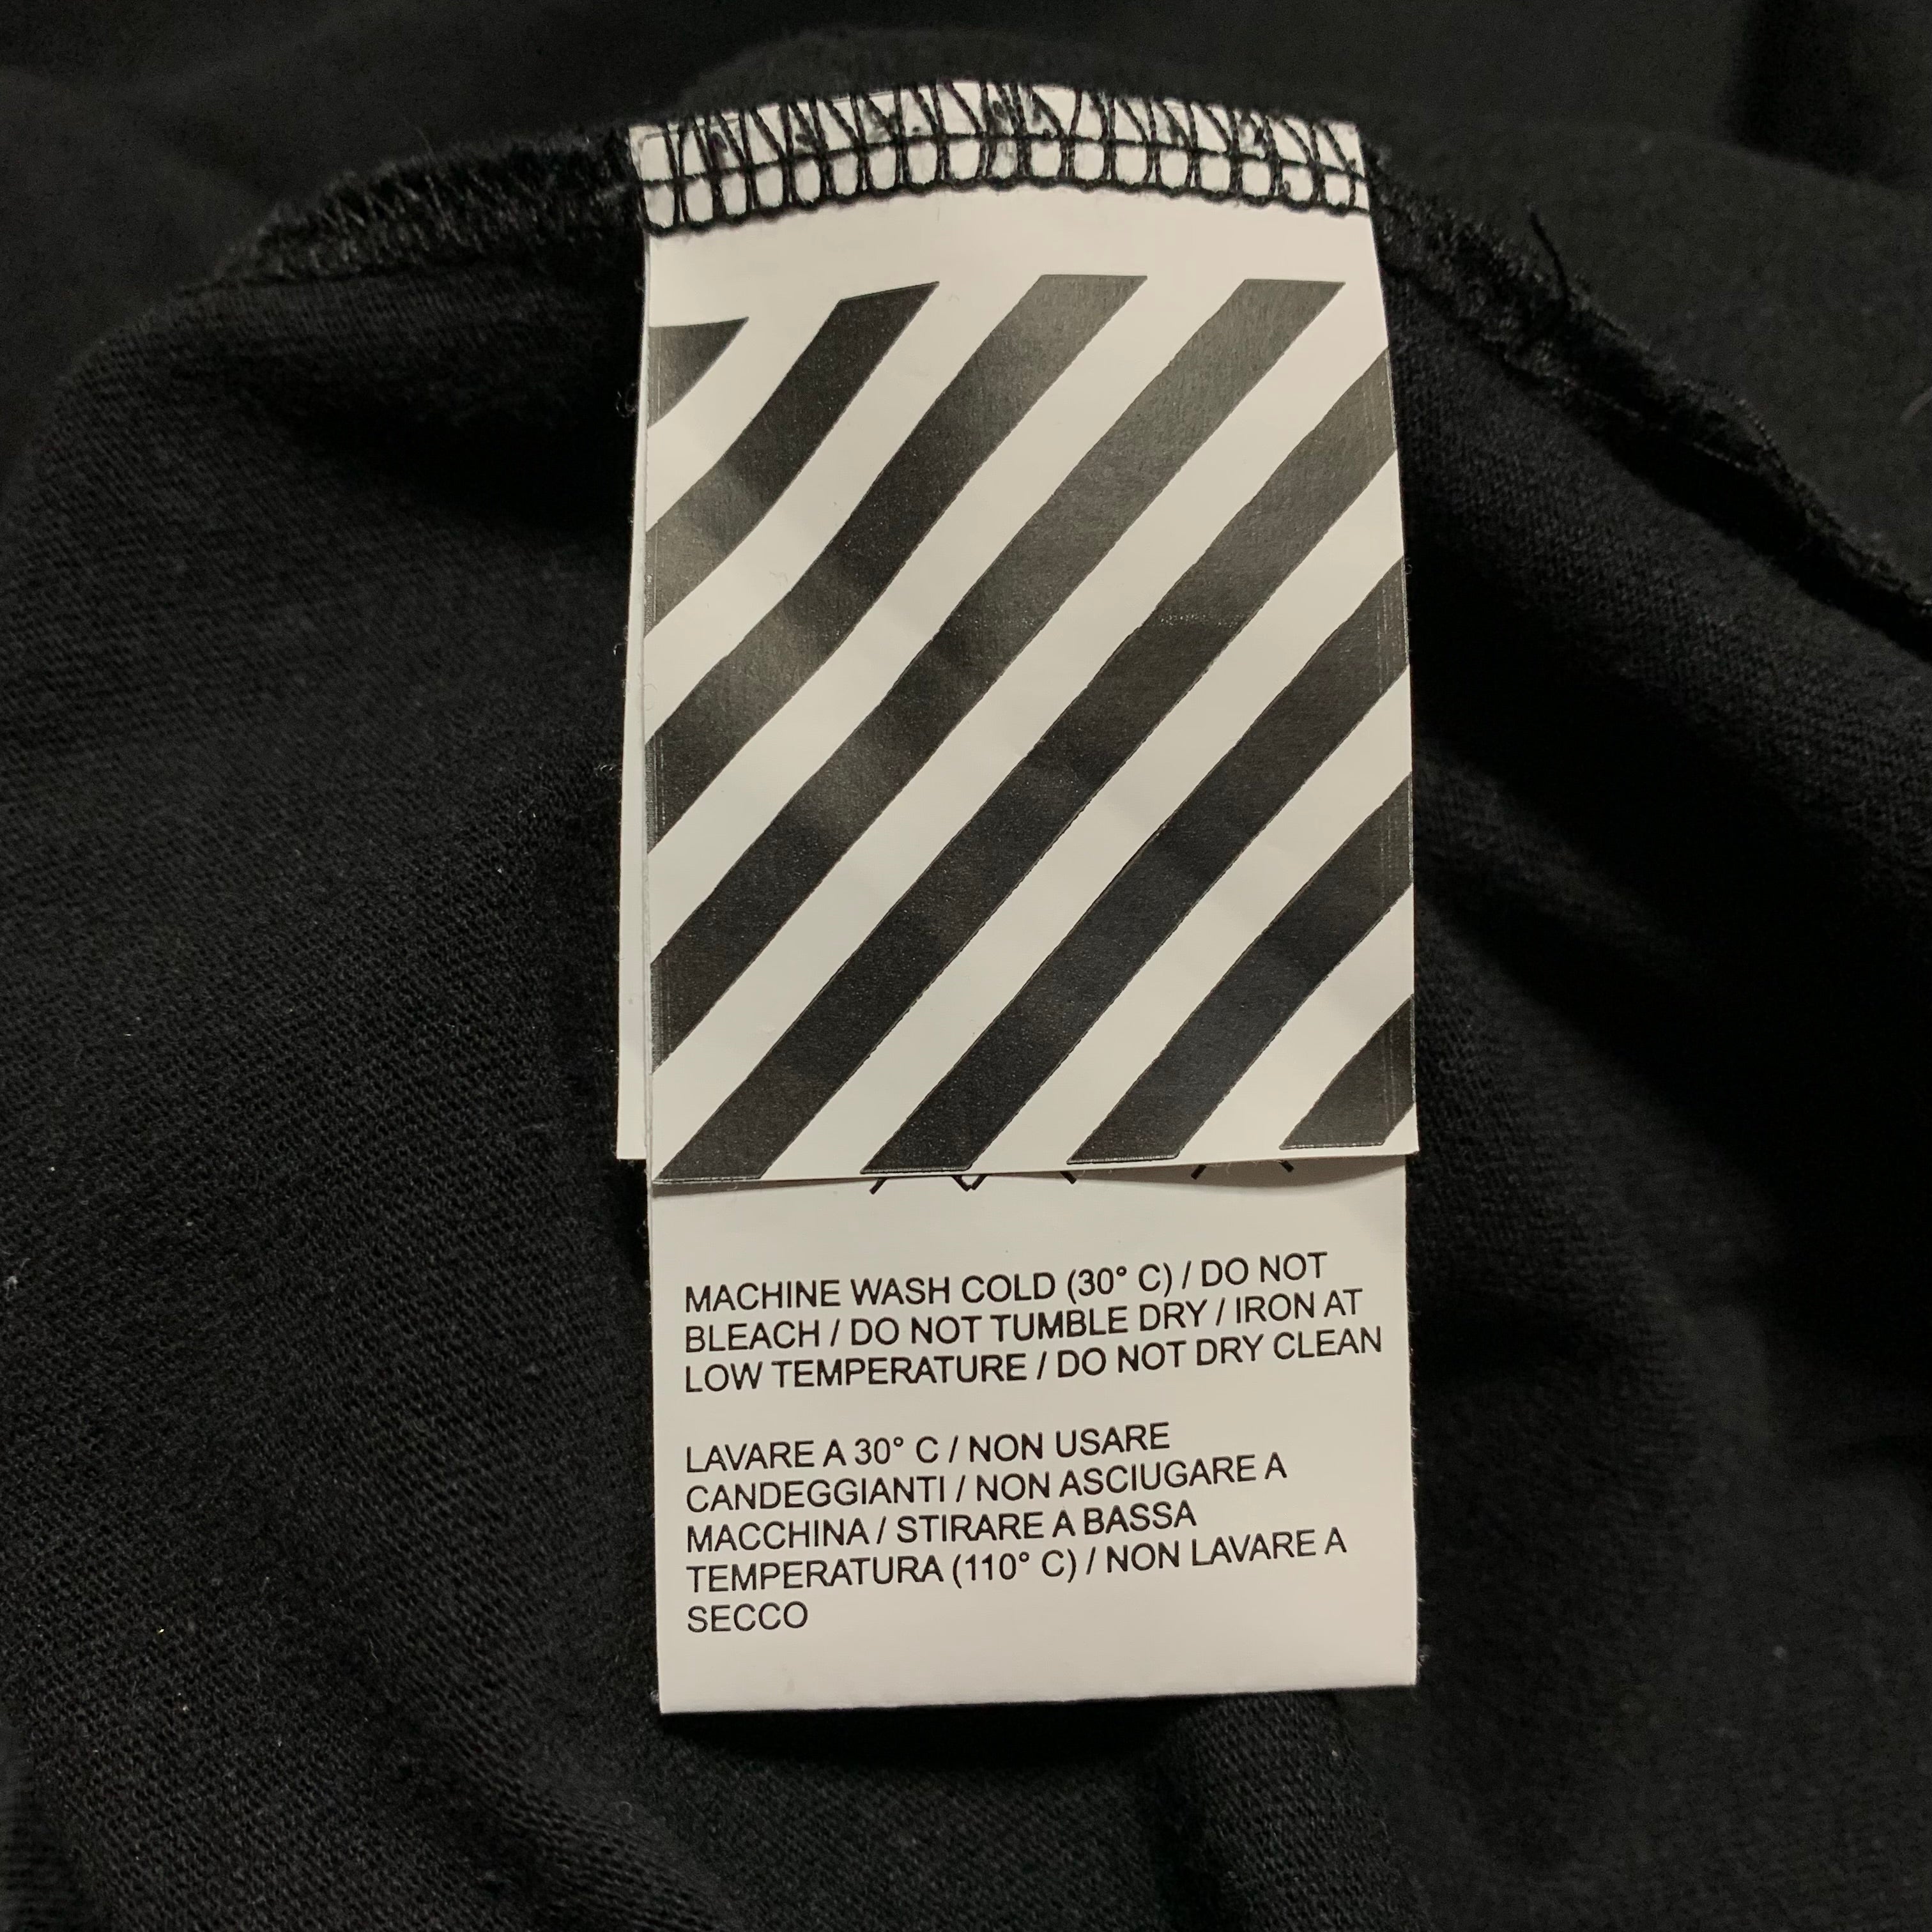 MACHINE WASH COLD (30° C) / DO NOT
BLEACH / DO NOT TUMBLE DRY / IRON AT
LOW TEMPERATURE / DO NOT DRY CLEAN
LAVARE A 30° C / NON USARE
CANDEGGIANTI / NON ASCIUGARE A
MACCHINA / STIRARE A BASSA
TEMPERATURA (110° C) / NON LAVARE A
SECCO